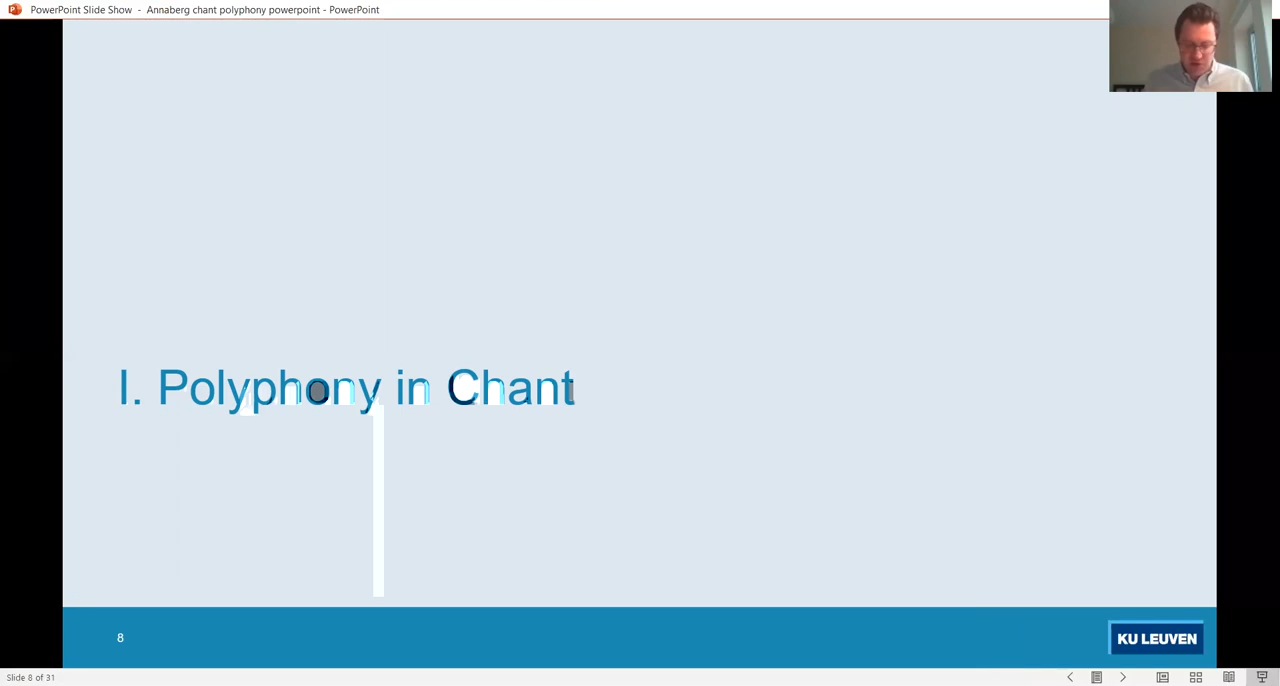 PowerPoint Slide Show - Annaberg chant polyphony powerpoint - PowerPoint
I. Polyphony in Chant
8
KU LEUVEN
Slide 8 of 31